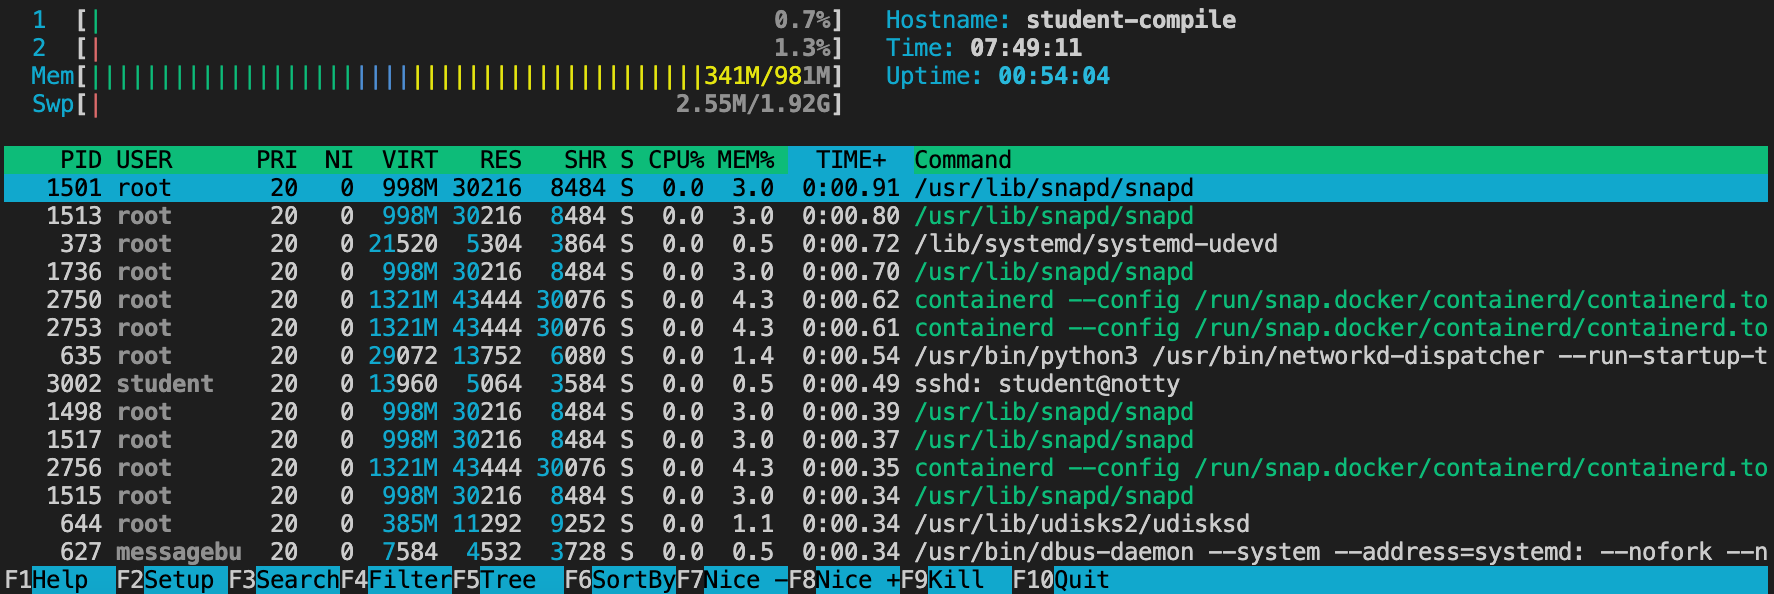 1 [| 0.7%] Hostname: student-compile
2 [| 1.3%] Time: 07:49:11
Mem[||||||||||||||||||||||||||||||||||||341M/981M] Uptime: 00:54:04
Swp[| 2.55M/1.92G]
PID USER PRI NI VIRT RES SHR S CPU% MEM% TIME+ Command
1501 root 20 0 998M 30216 8484 S 0.0 3.0 0:00.91 /usr/lib/snapd/snapd
1513 root 20 0 998M 30216 8484 S 0.0 3.0 0:00.80 /usr/lib/snapd/snapd
373 root 20 0 21520 5304 3864 S 0.0 0.5 0:00.72 /lib/systemd/systemd-udevd
1736 root 20 0 998M 30216 8484 S 0.0 3.0 0:00.70 /usr/lib/snapd/snapd
2750 root 20 0 1321M 43444 30076 S 0.0 4.3 0:00.62 containerd --config /run/snap.docker/containerd/containerd.to
2753 root 20 0 1321M 43444 30076 S 0.0 4.3 0:00.61 containerd --config /run/snap.docker/containerd/containerd.to
635 root 20 0 29072 13752 6080 S 0.0 1.4 0:00.54 /usr/bin/python3 /usr/bin/networkd-dispatcher --run-startup-t
3002 student 20 0 13960 5064 3584 S 0.0 0.5 0:00.49 sshd: student@notty
1498 root 20 0 998M 30216 8484 S 0.0 3.0 0:00.39 /usr/lib/snapd/snapd
1517 root 20 0 998M 30216 8484 S 0.0 3.0 0:00.37 /usr/lib/snapd/snapd
2756 root 20 0 1321M 43444 30076 S 0.0 4.3 0:00.35 containerd --config /run/snap.docker/containerd/containerd.to
1515 root 20 0 998M 30216 8484 S 0.0 3.0 0:00.34 /usr/lib/snapd/snapd
644 root 20 0 385M 11292 9252 S 0.0 1.1 0:00.34 /usr/lib/udisks2/udisksd
627 messagebu 20 0 7584 4532 3728 S 0.0 0.5 0:00.34 /usr/bin/dbus-daemon --system --address=systemd: --nofork --n
F1Help F2Setup F3SearchF4FilterF5Tree F6SortByF7Nice -F8Nice +F9Kill F10Quit